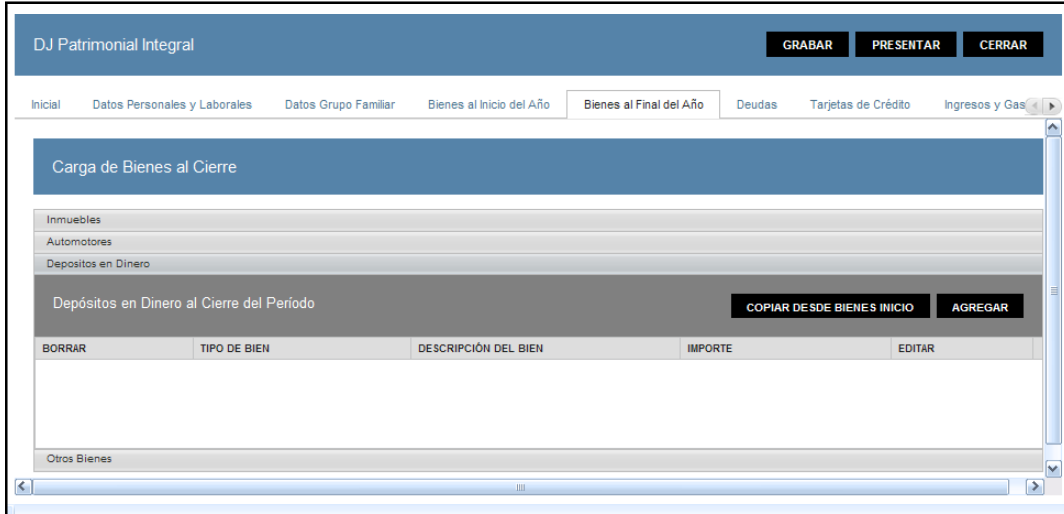 DJ Patrimonial Integral GRABAR PRESENTAR CERRAR
Inicial Datos Personales y Laborales Datos Grupo Familiar Bienes al Inicio del Año Bienes al Final del Año Deudas Tarjetas de Crédito Ingresos y Gas
Carga de Bienes al Cierre
Inmuebles
Automotores
Depositos en Dinero
Depósitos en Dinero al Cierre del Período COPIAR DESDE BIENES INICIO AGREGAR
BORRAR TIPO DE BIEN DESCRIPCIÓN DEL BIEN IMPORTE EDITAR
Otros Bienes